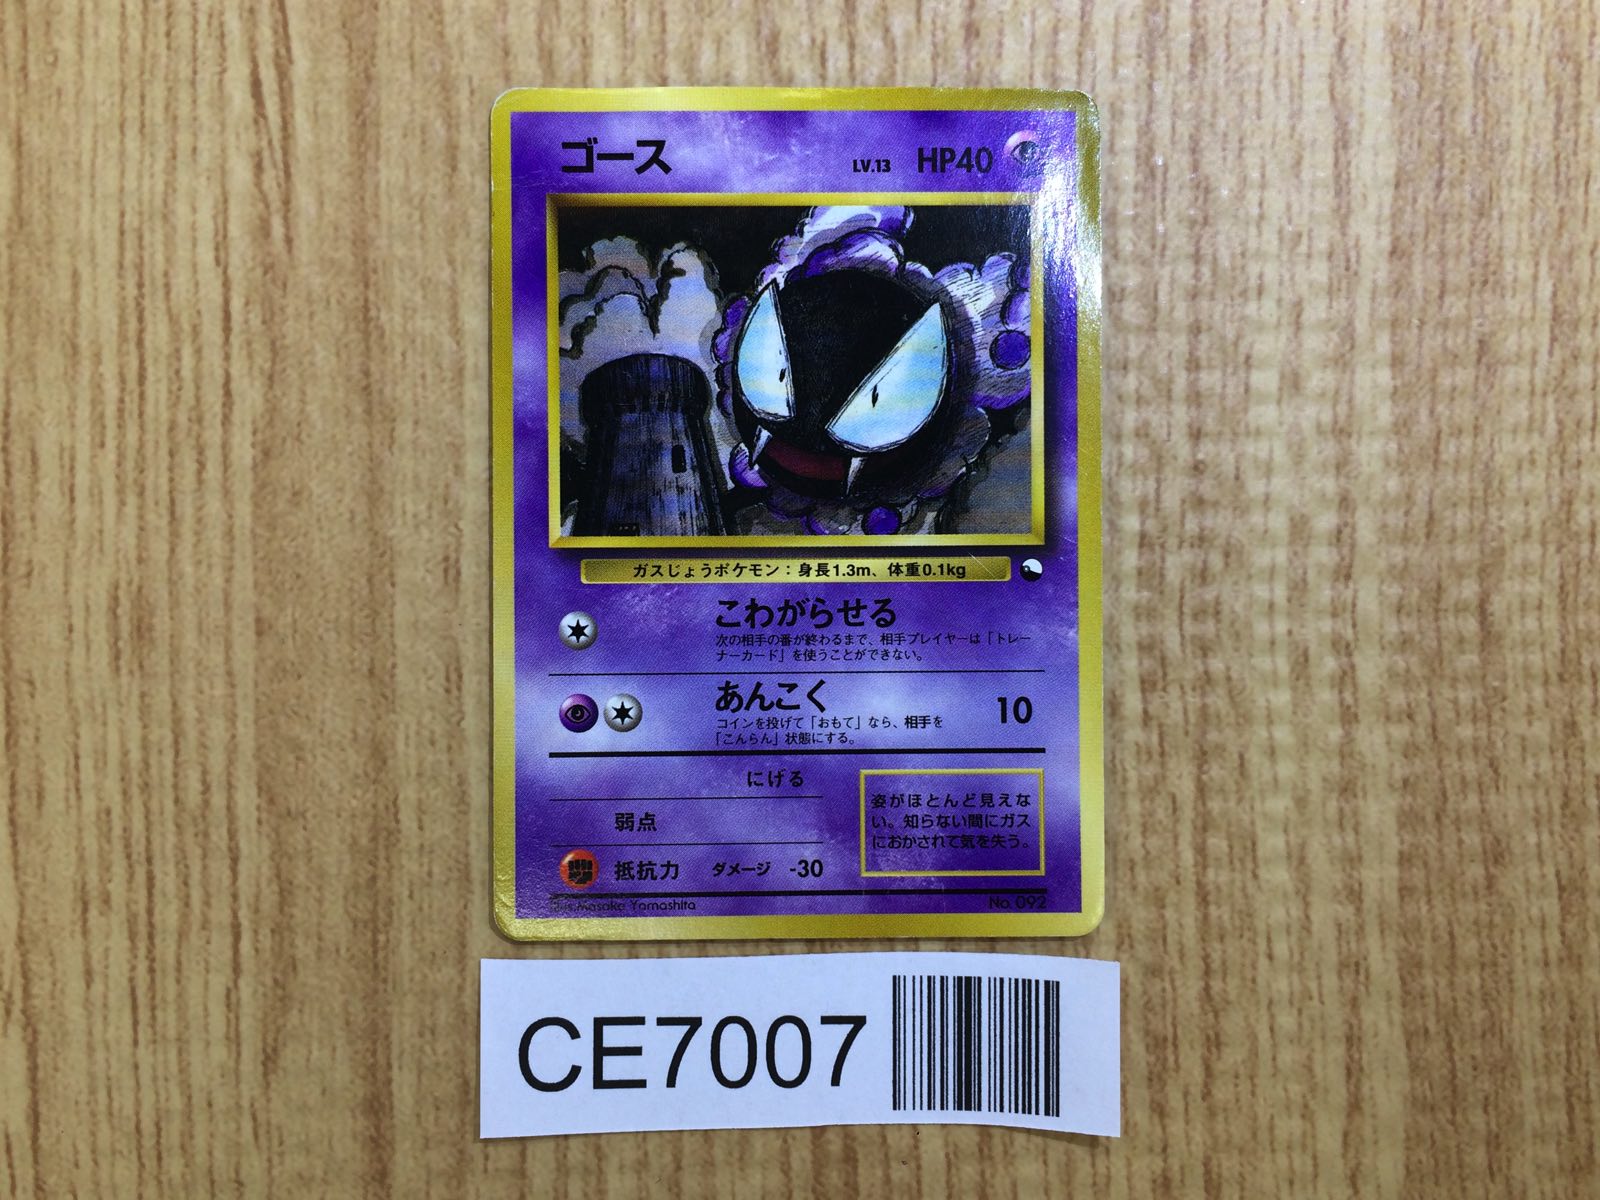 ゴース
LV.13 HP40
ガスじょうポケモン：身長1.3m、体重0.1kg
こわがらせる
次の相手の番が終わるまで、相手プレイヤーは「トレー
ナーカード」を使うことができない。
あんこく 10
コインを投げて「おもて」なら、相手を
「こんらん」状態にする。
にげる
弱点
抵抗力 ダメージ -30
姿がほとんど見えな
い。知らない間にガス
におかされて気を失う。
Illus. Masako Yamashita
No. 092
CE7007